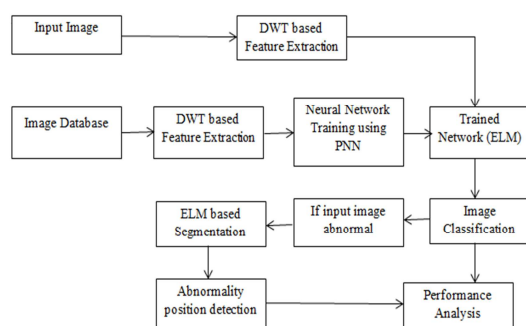 Input Image
DWT based
Feature Extraction
Image Database
DWT based
Feature Extraction
Neural Network
Training using
PNN
Trained
Network (ELM)
ELM based
Segmentation
If input image
abnormal
Image
Classification
Abnormality
position detection
Performance
Analysis